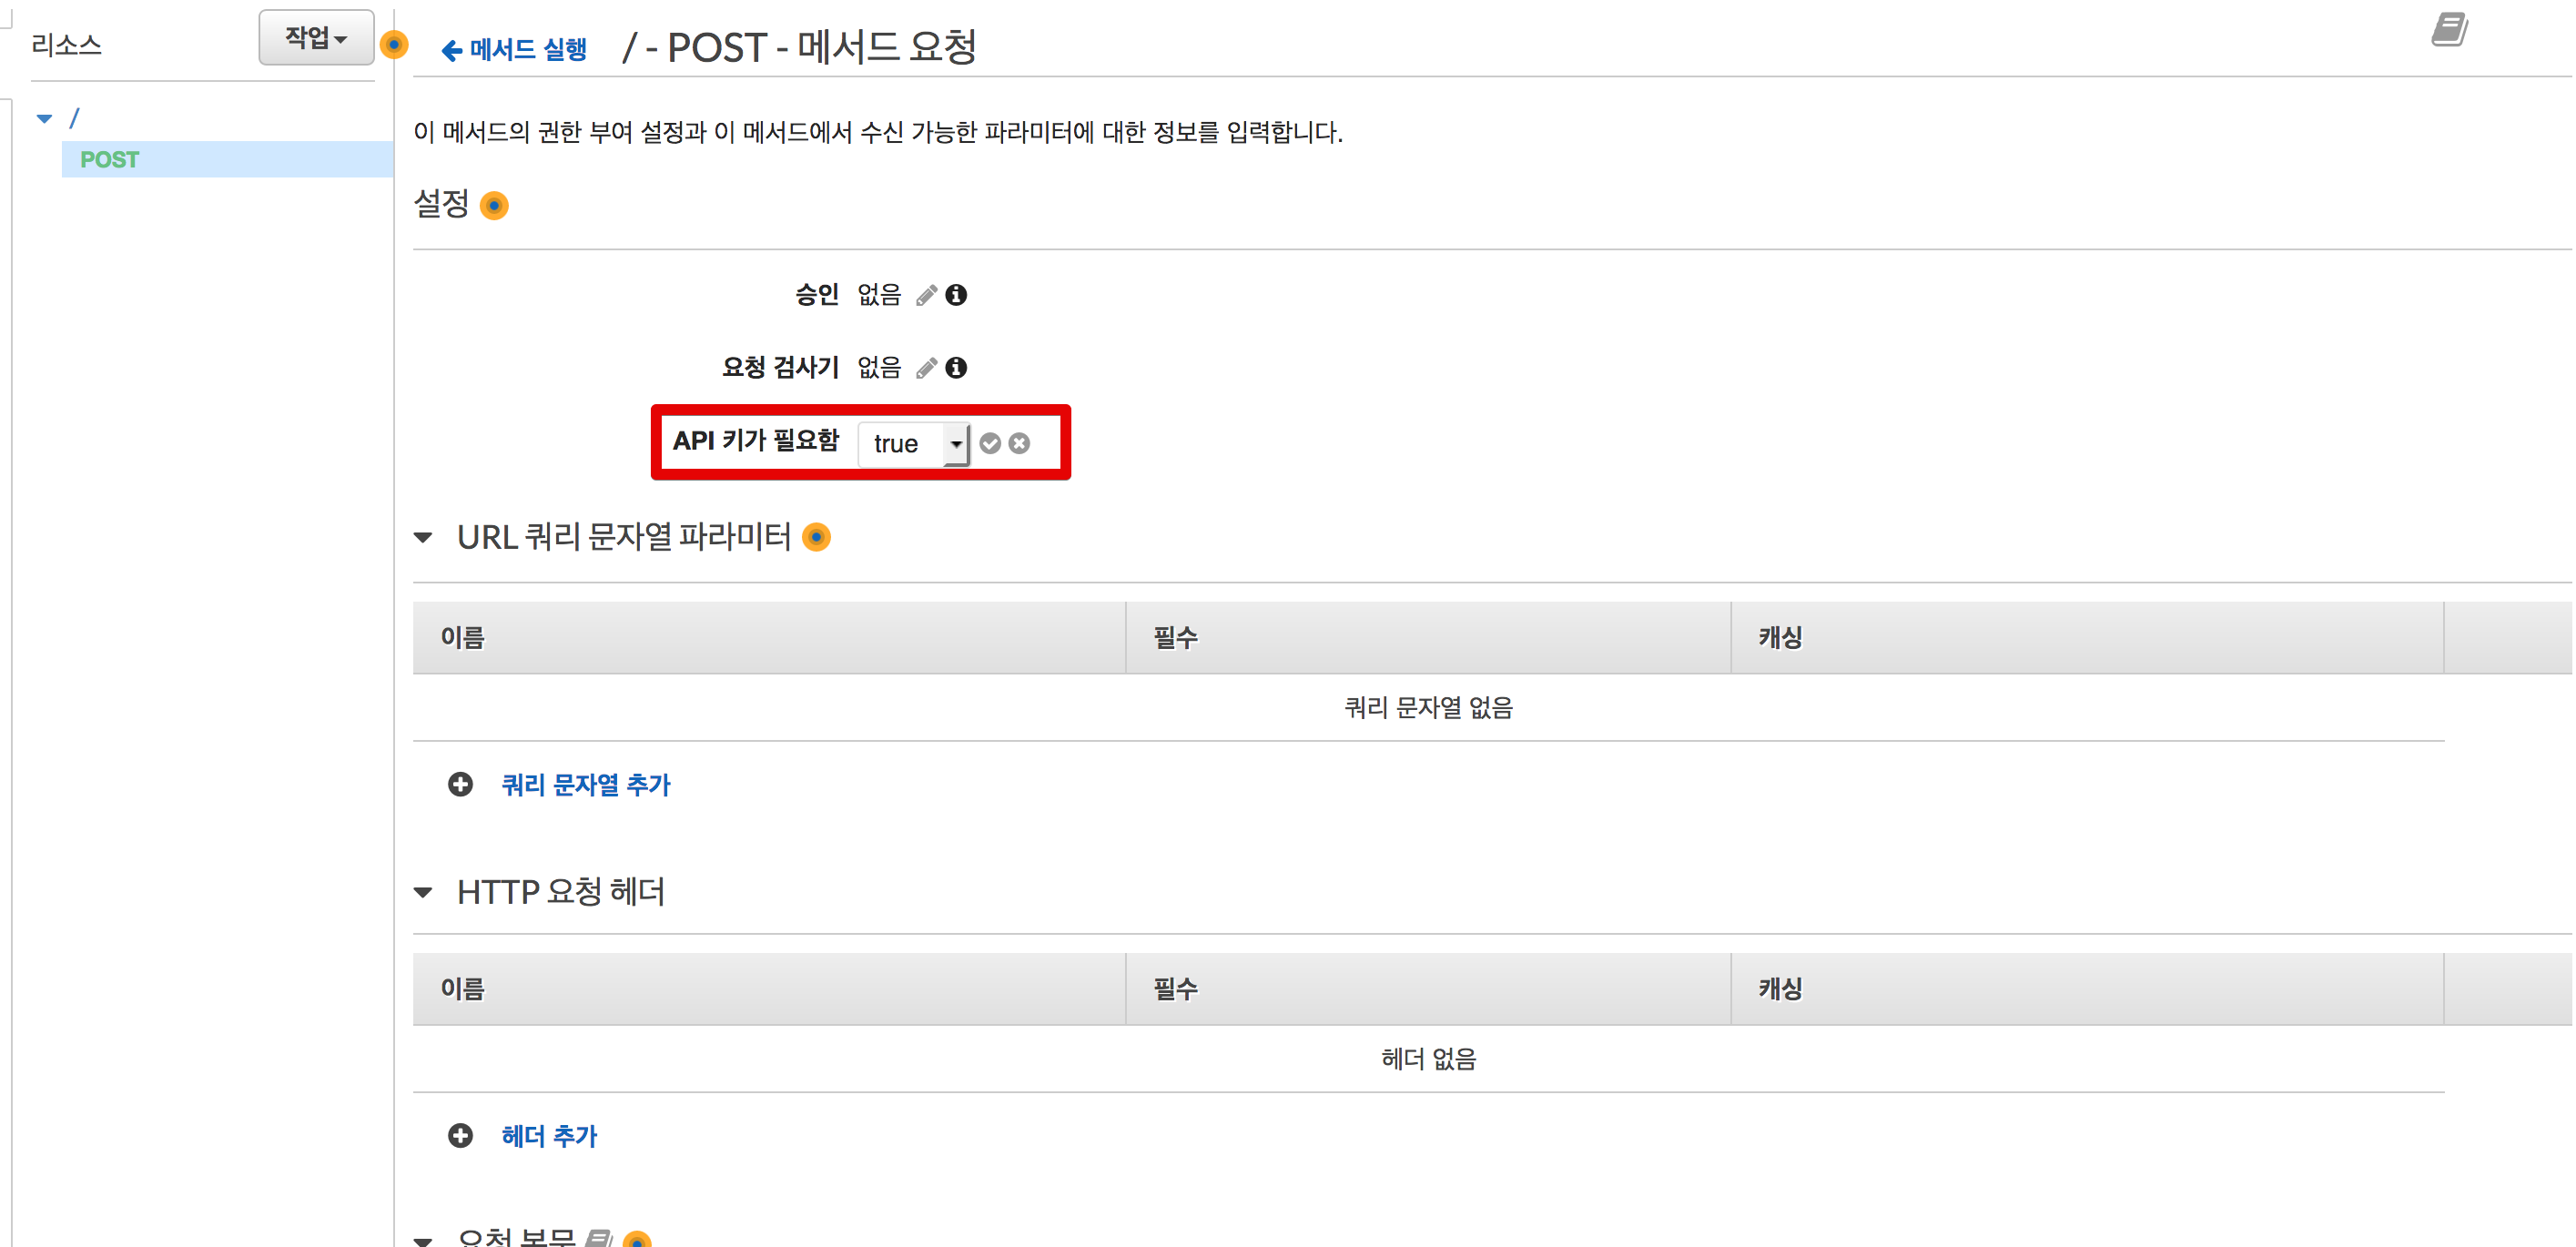 리소스
작업
/
POST
메서드 실행
/ - POST - 메서드 요청
이 메서드의 권한 부여 설정과 이 메서드에서 수신 가능한 파라미터에 대한 정보를 입력합니다.
설정
승인 없음
요청 검사기 없음
API 키가 필요함 true
URL 쿼리 문자열 파라미터
이름 필수 캐싱
쿼리 문자열 없음
쿼리 문자열 추가
HTTP 요청 헤더
이름 필수 캐싱
헤더 없음
헤더 추가
요청 본문